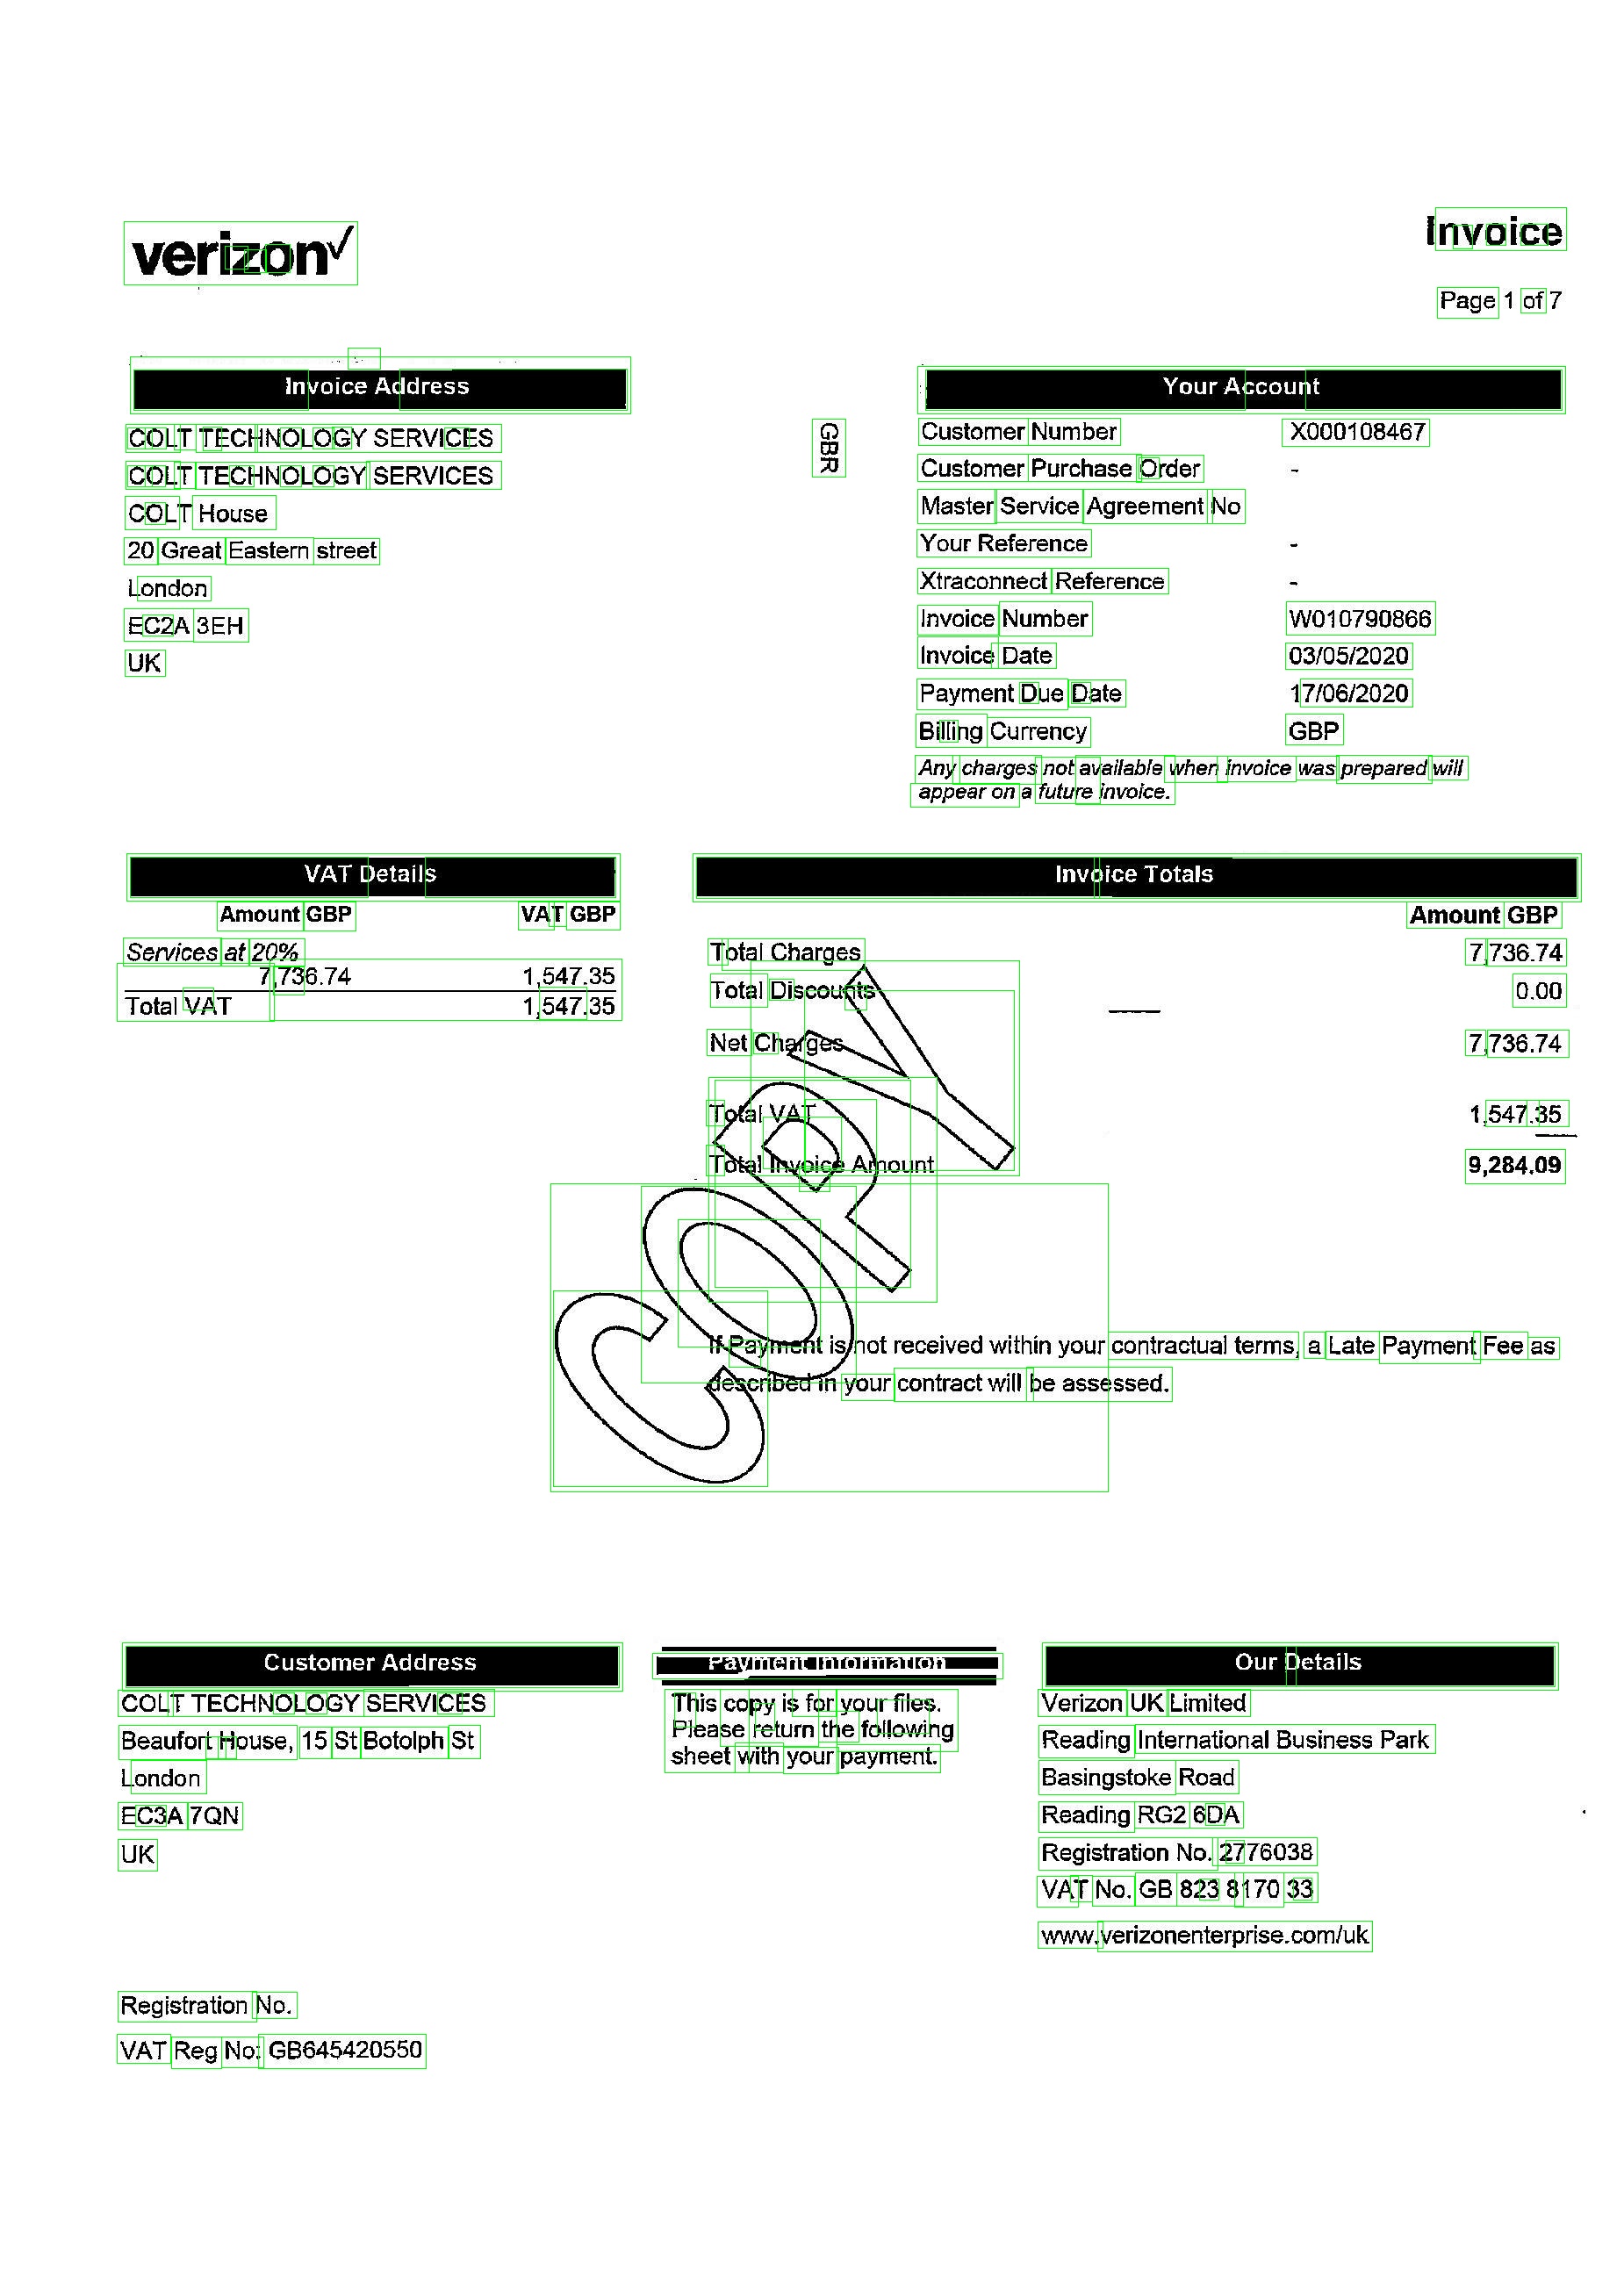 verizon✓
Invoice
Page 1 of 7
Invoice Address
COLT TECHNOLOGY SERVICES
COLT TECHNOLOGY SERVICES
COLT House
20 Great Eastern street
London
EC2A 3EH
UK
GBR
Your Account
Customer Number X000108467
Customer Purchase Order -
Master Service Agreement No
Your Reference -
Xtraconnect Reference -
Invoice Number W010790866
Invoice Date 03/05/2020
Payment Due Date 17/06/2020
Billing Currency GBP
Any charges not available when invoice was prepared will
appear on a future invoice.
VAT Details
Amount GBP VAT GBP
Services at 20%
7,736.74 1,547.35
Total VAT 1,547.35
Invoice Totals
Amount GBP
Total Charges 7,736.74
Total Discounts 0.00
Net Charges 7,736.74
Total VAT 1,547.35
Total Invoice Amount 9,284.09
COPY
If Payment is not received within your contractual terms, a Late Payment Fee as
described in your contract will be assessed.
Customer Address
COLT TECHNOLOGY SERVICES
Beaufort House, 15 St Botolph St
London
EC3A 7QN
UK
Registration No.
VAT Reg No: GB645420550
Payment Information
This copy is for your files.
Please return the following
sheet with your payment.
Our Details
Verizon UK Limited
Reading International Business Park
Basingstoke Road
Reading RG2 6DA
Registration No. 2776038
VAT No. GB 823 8170 33
www.verizonenterprise.com/uk